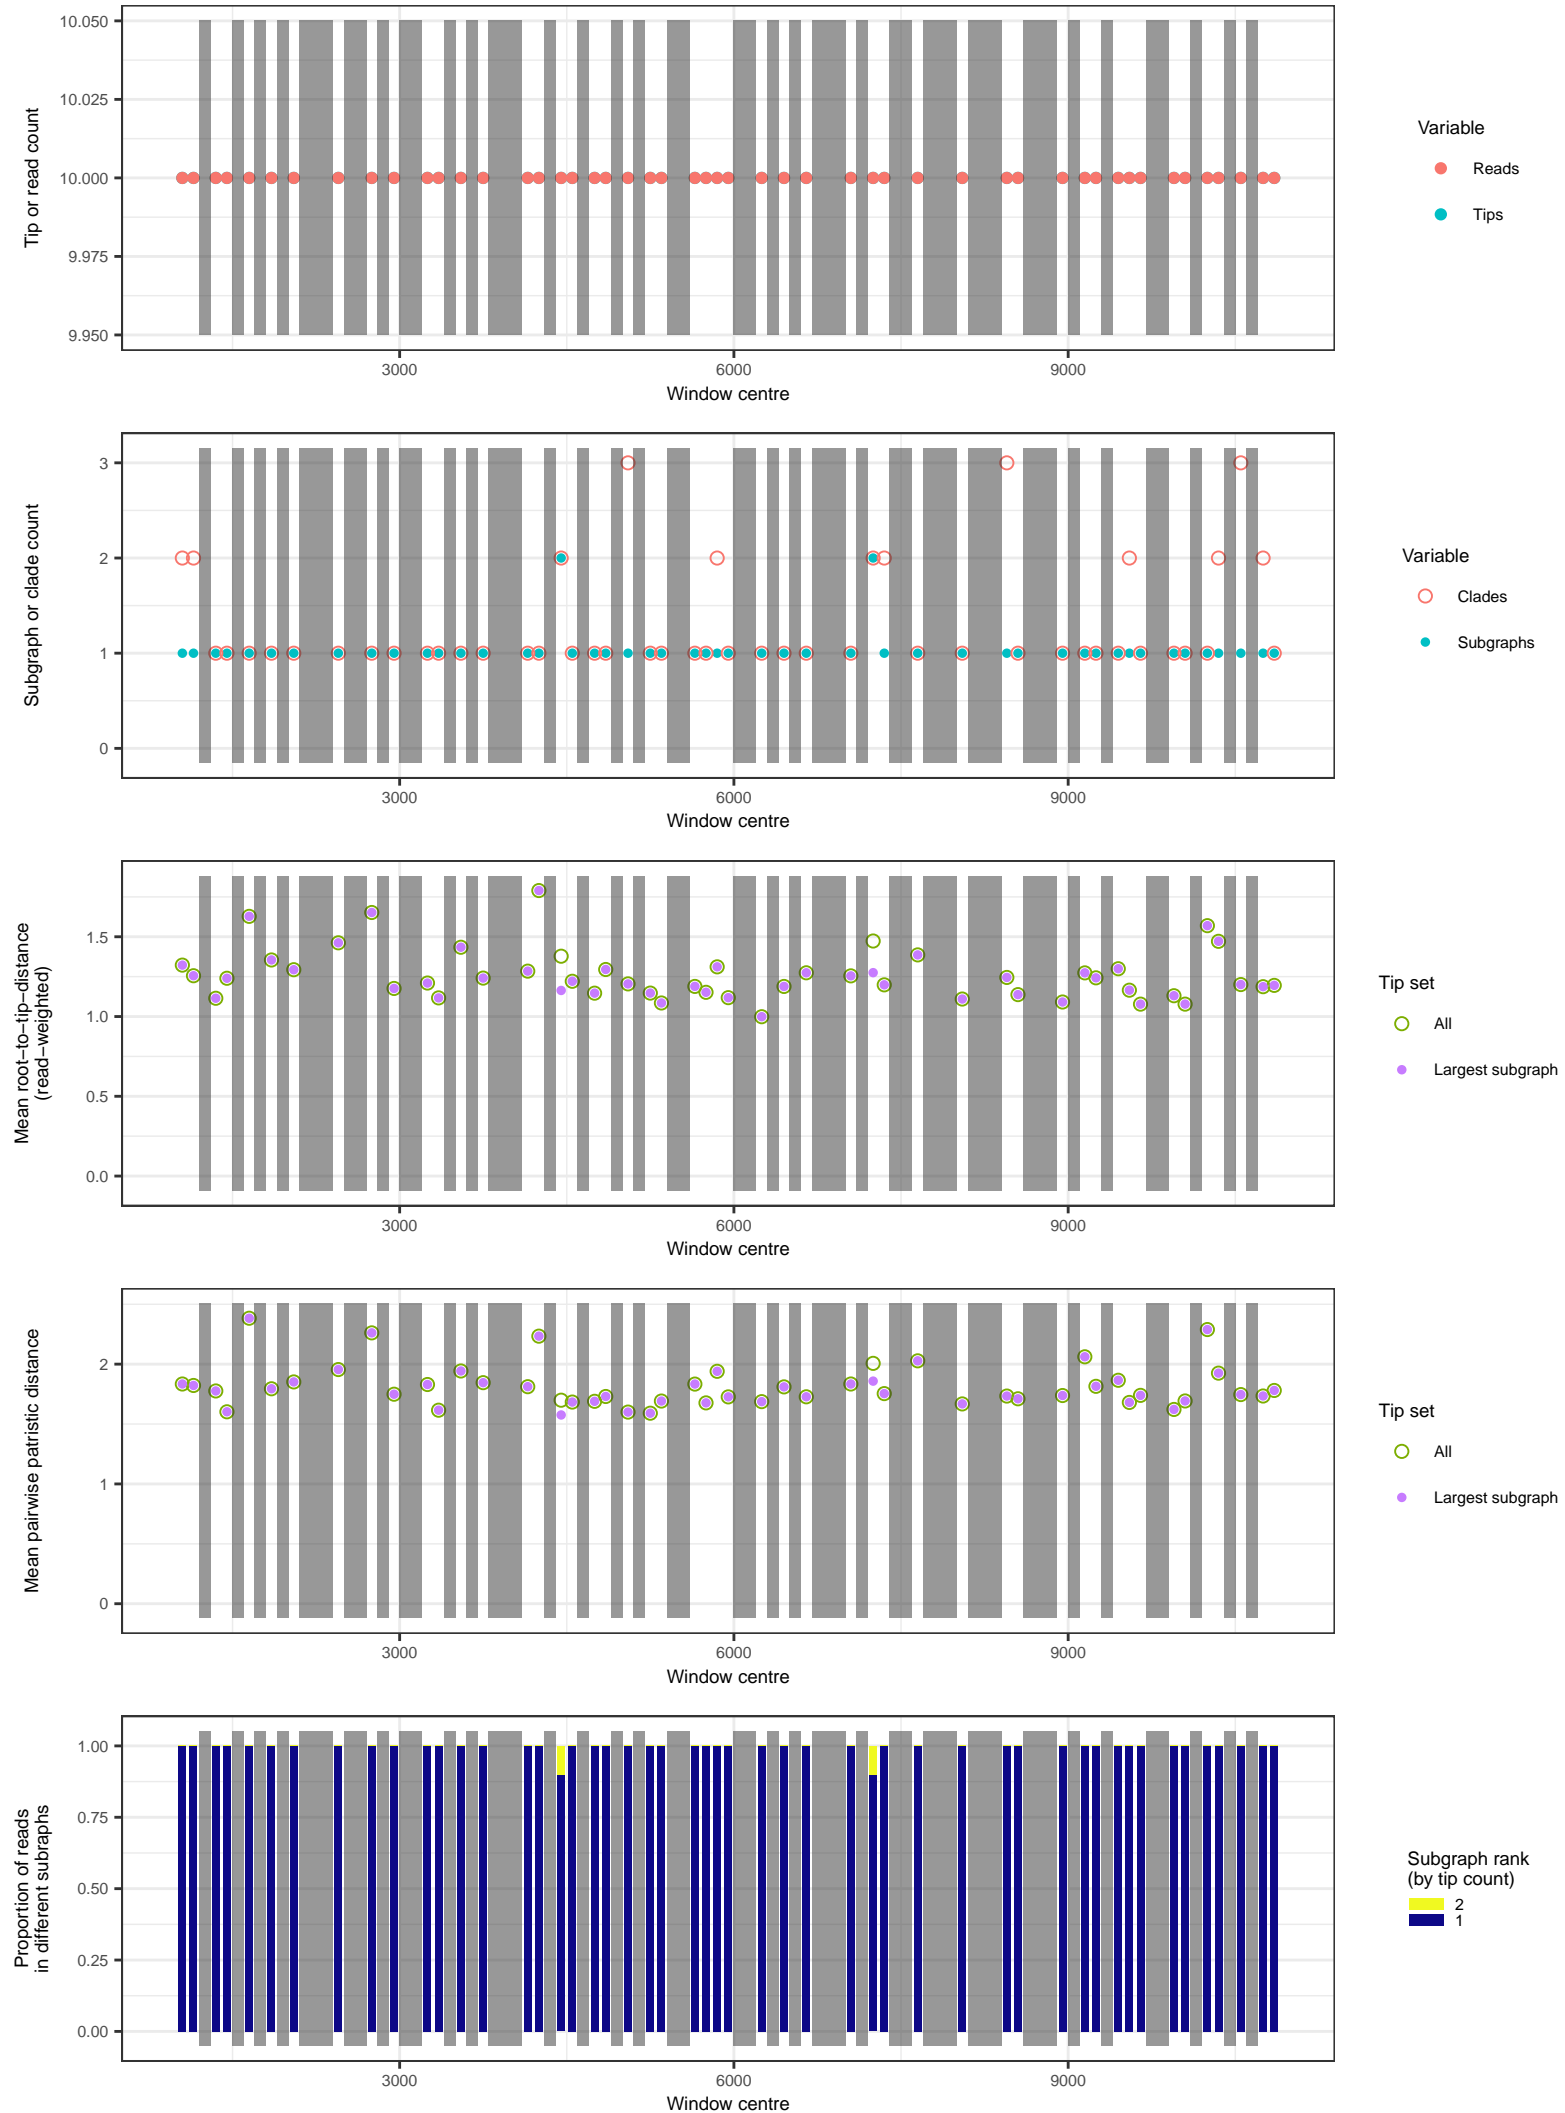 10.050
10.025
10.000
9.975
9.950
Tip or read count
3000
6000
9000
Window centre
Variable
Reads
Tips
3
2
1
0
Subgraph or clade count
3000
6000
9000
Window centre
Variable
Clades
Subgraphs
1.5
1.0
0.5
0.0
Mean root−to−tip−distance
(read−weighted)
3000
6000
9000
Window centre
Tip set
All
Largest subgraph
2
1
0
Mean pairwise patristic distance
3000
6000
9000
Window centre
Tip set
All
Largest subgraph
1.00
0.75
0.50
0.25
0.00
Proportion of reads
in different subraphs
3000
6000
9000
Window centre
Subgraph rank
(by tip count)
2
1